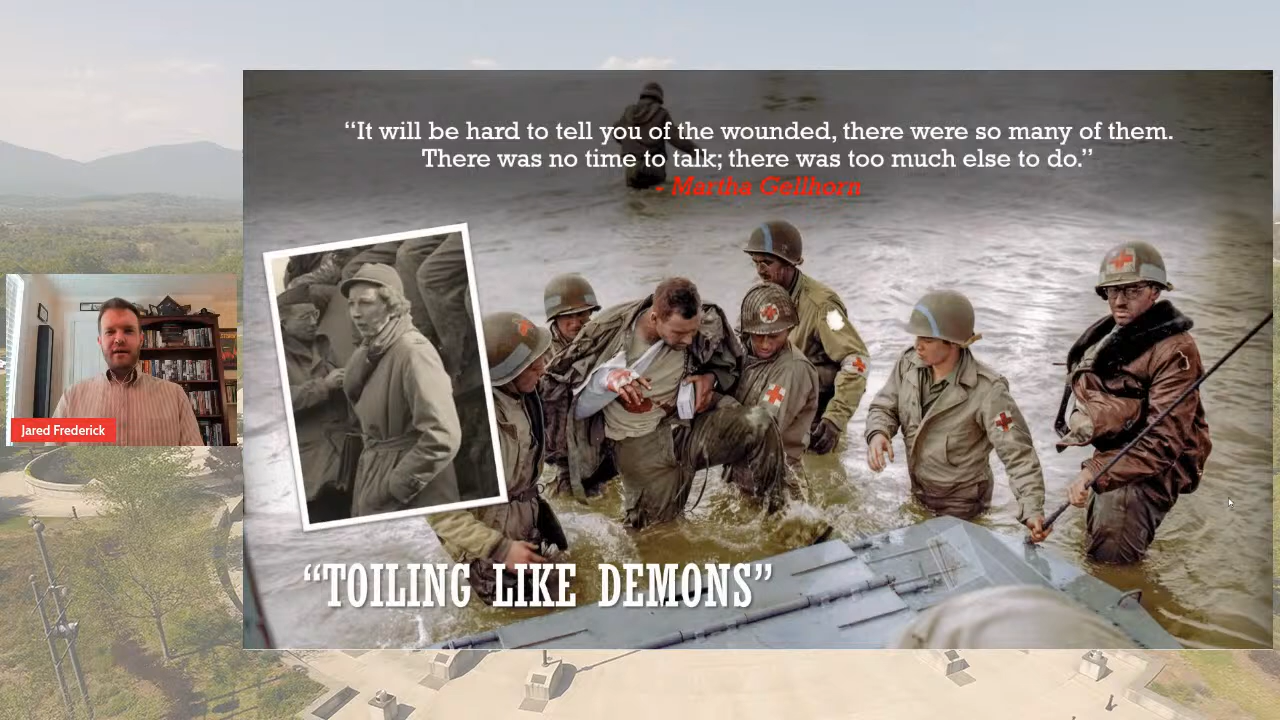 “It will be hard to tell you of the wounded, there were so many of them.
There was no time to talk; there was too much else to do.”
- Martha Gellhorn
Jared Frederick
“TOILING LIKE DEMONS”